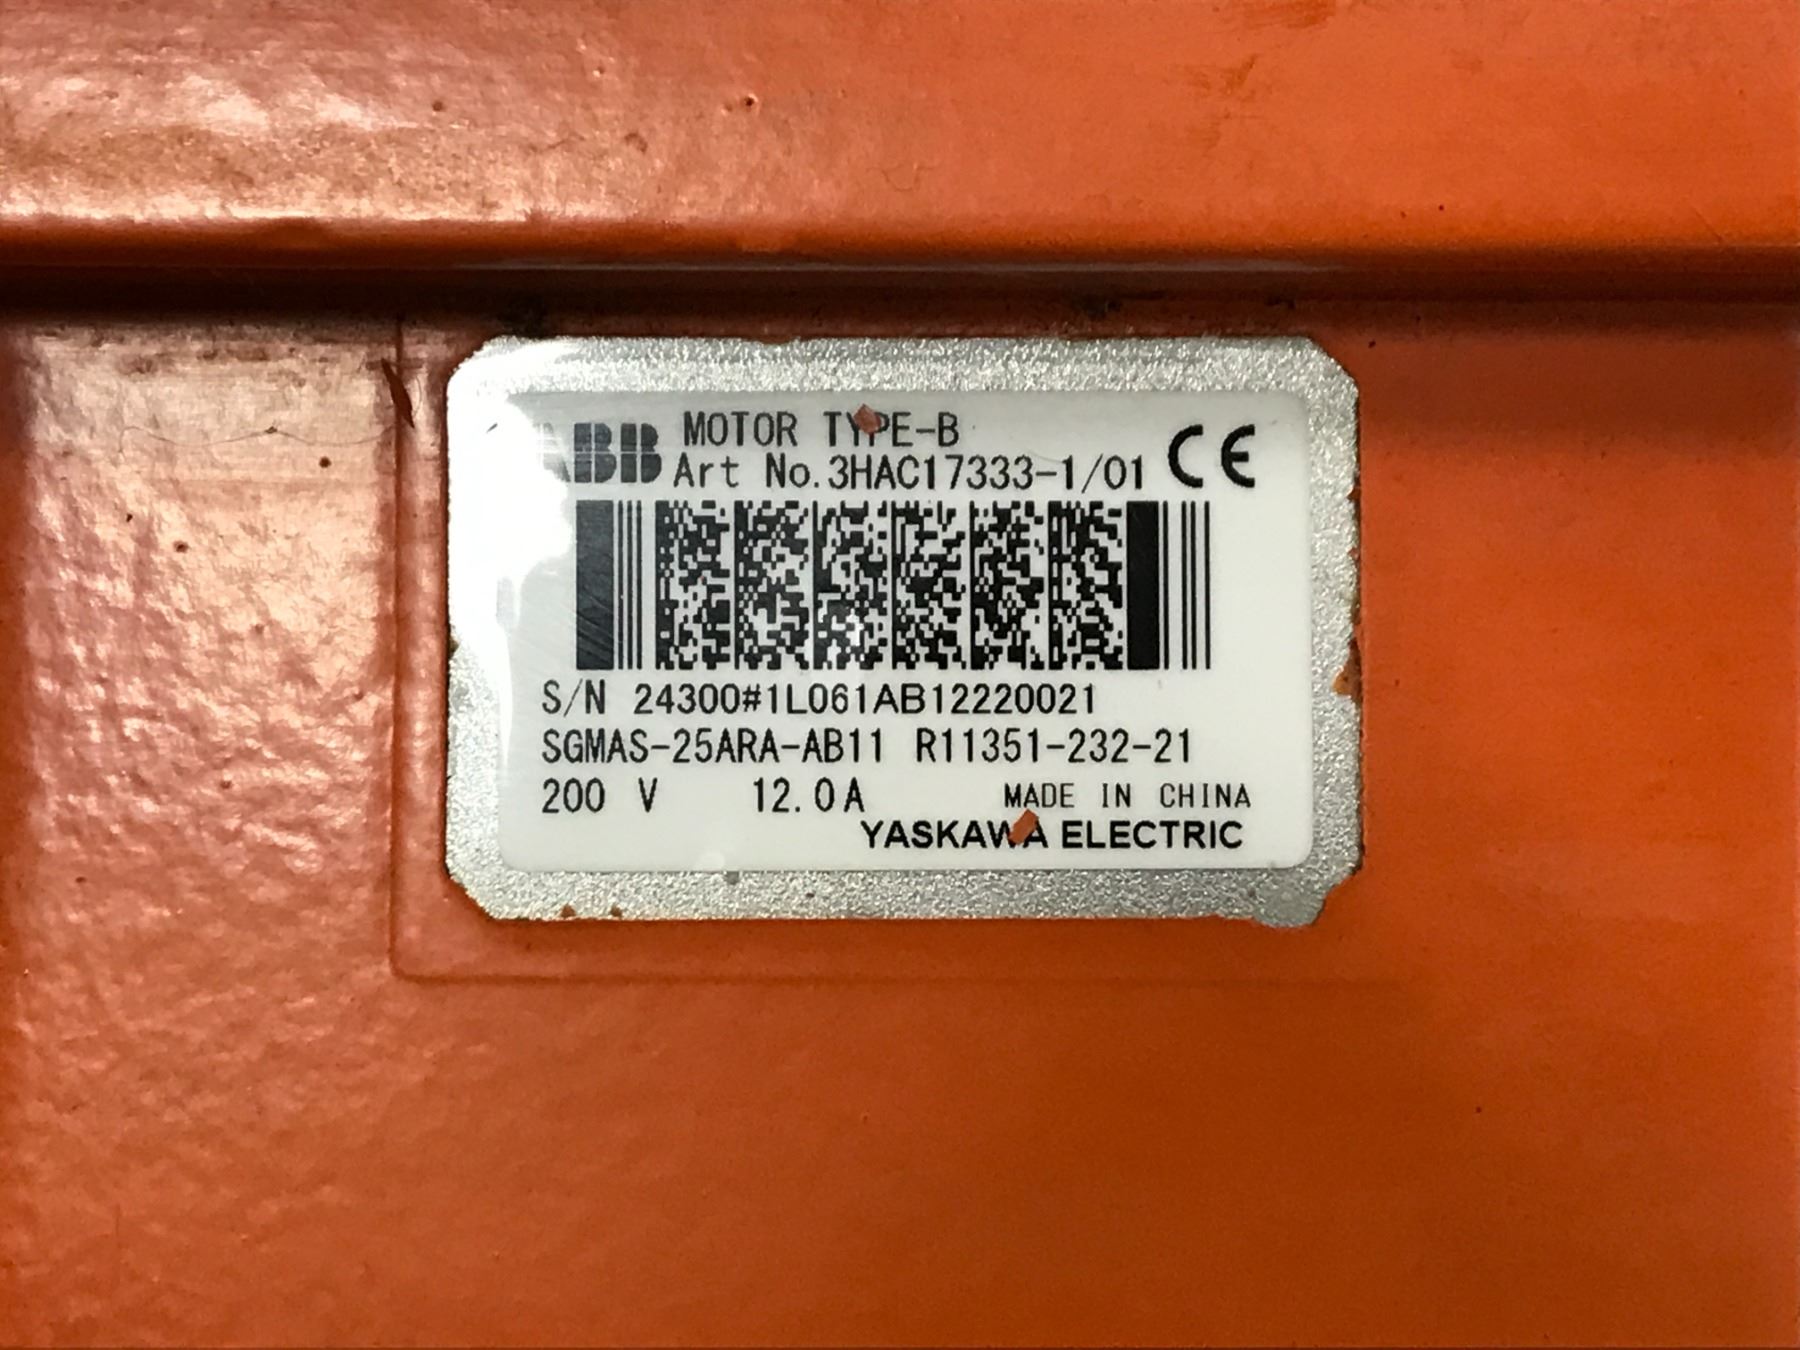 ABB MOTOR TYPE-B
Art No.3HAC17333-1/01 CE
S/N 24300#1L061AB12220021
SGMAS-25ARA-AB11 R11351-232-21
200 V 12.0A MADE IN CHINA
YASKAWA ELECTRIC